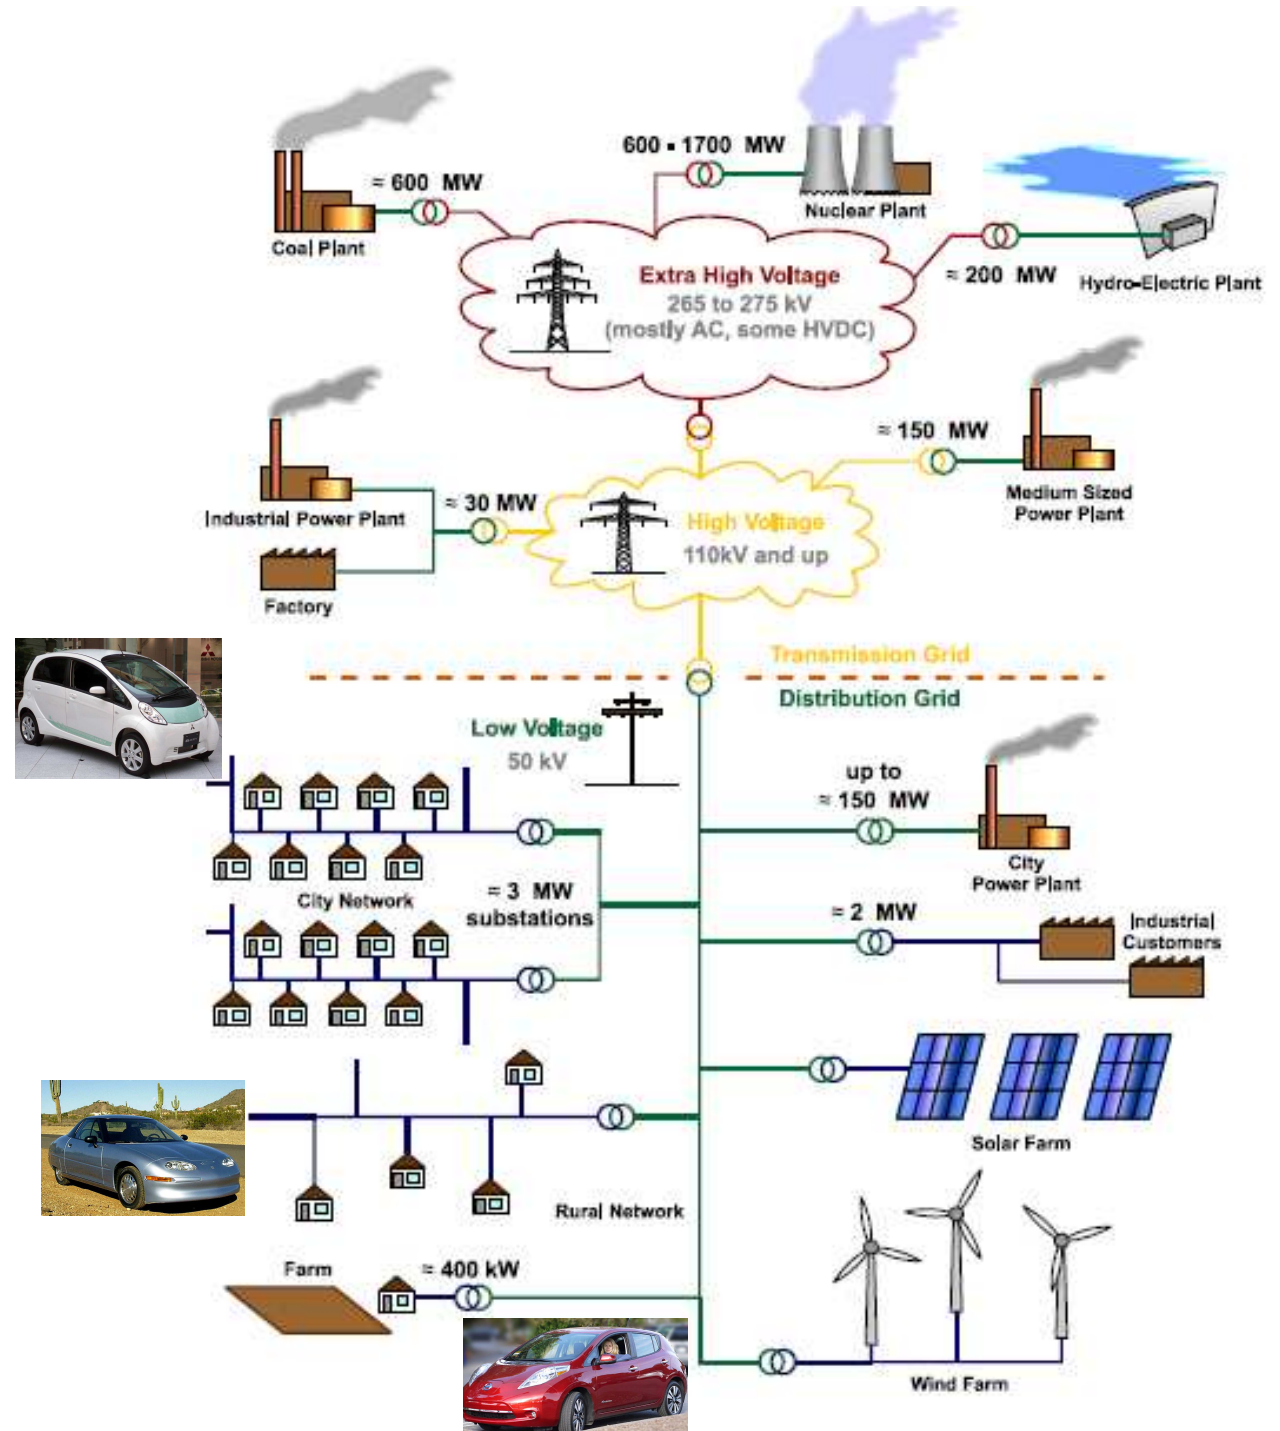 600 ▪ 1700 MW
≈ 600 MW
Nuclear Plant
Coal Plant
Extra High Voltage
265 to 275 kV
(mostly AC, some HVDC)
≈ 200 MW
Hydro-Electric Plant
≈ 150 MW
Medium Sized
Power Plant
≈ 30 MW
Industrial Power Plant
High Voltage
110kV and up
Factory
Transmission Grid
Distribution Grid
Low Voltage
50 kV
up to
≈ 150 MW
City
Power Plant
City Network
≈ 3 MW
substations
≈ 2 MW
Industrial
Customers
Solar Farm
Rural Network
Farm
≈ 400 kW
Wind Farm